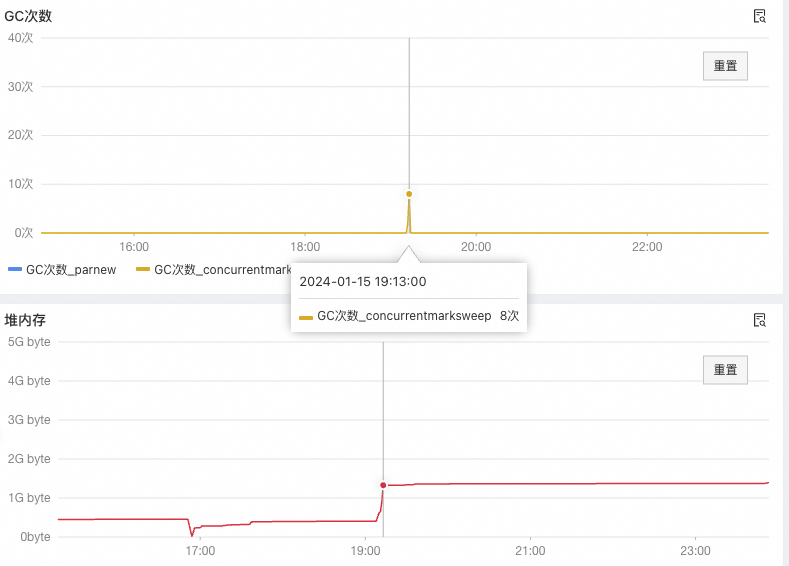 GC次数
40次
重置
30次
20次
10次
0次
16:00 18:00 20:00 22:00
GC次数_parnew GC次数_concurrentmark
2024-01-15 19:13:00
GC次数_concurrentmarksweep 8次
堆内存
5G byte
重置
4G byte
3G byte
2G byte
1G byte
0byte
17:00 19:00 21:00 23:00